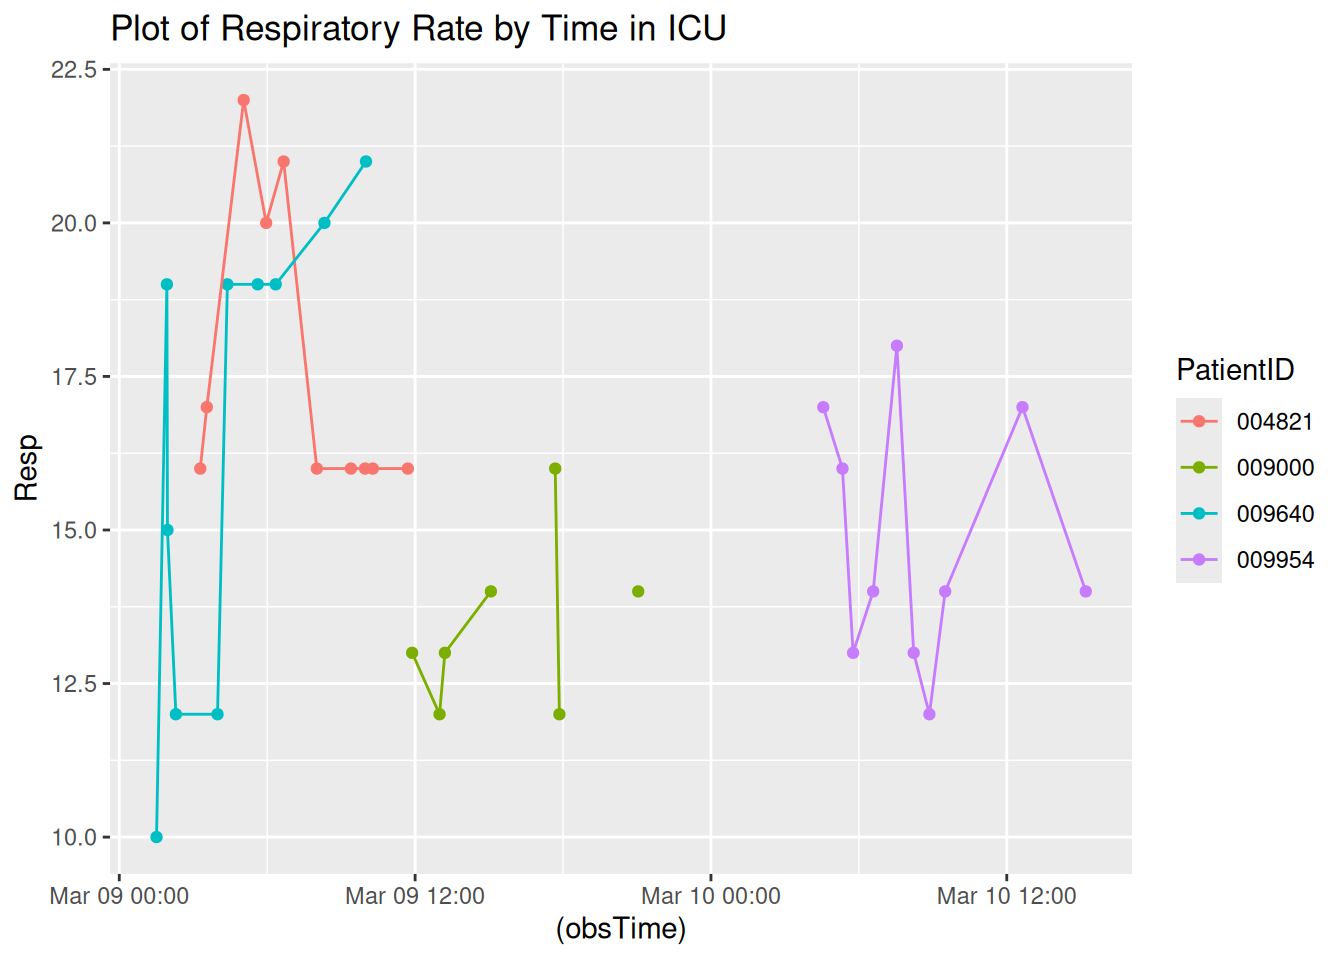 Plot of Respiratory Rate by Time in ICU
22.5
20.0
17.5
15.0
12.5
10.0
Resp
Mar 09 00:00
Mar 09 12:00
Mar 10 00:00
Mar 10 12:00
(obsTime)
PatientID
004821
009000
009640
009954